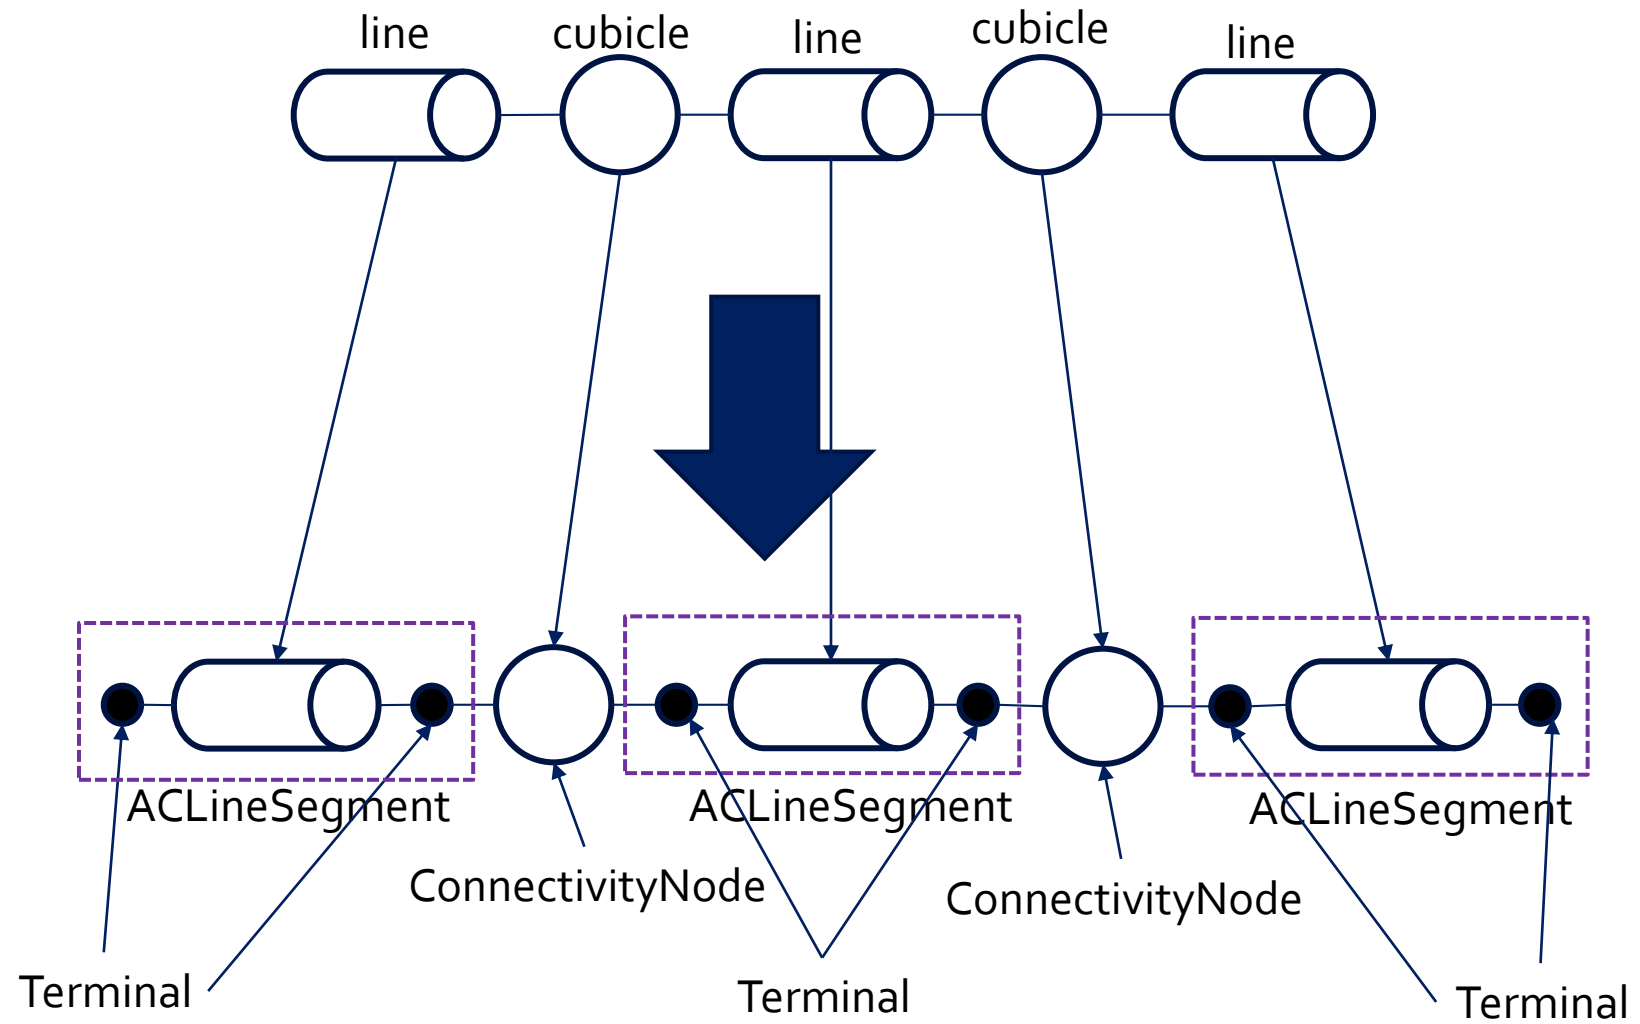 line
cubicle
line
cubicle
line
ACLineSegment
ACLineSegment
ACLineSegment
ConnectivityNode
ConnectivityNode
Terminal
Terminal
Terminal